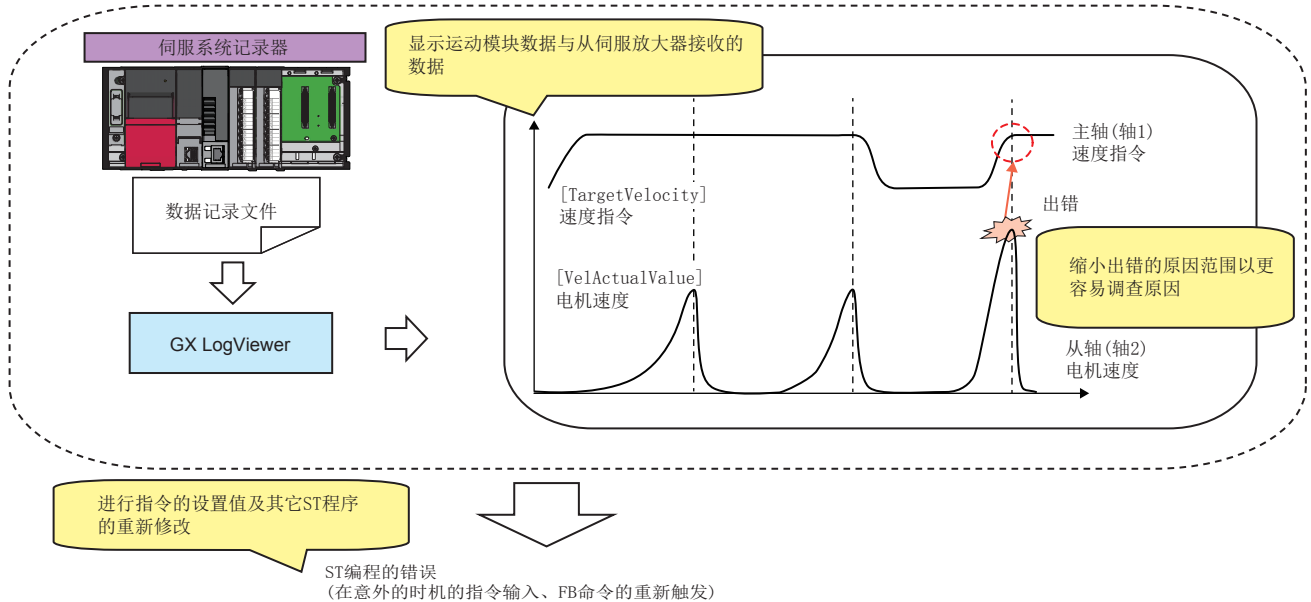 伺服系统记录器
显示运动模块数据与从伺服放大器接收的
数据
主轴(轴1)
速度指令
[TargetVelocity]
速度指令
数据记录文件
出错
缩小出错的原因范围以更
容易调查原因
[VelActualValue]
电机速度
GX LogViewer
从轴(轴2)
电机速度
进行指令的设置值及其它ST程序
的重新修改
ST编程的错误
(在意外的时机的指令输入、FB命令的重新触发)